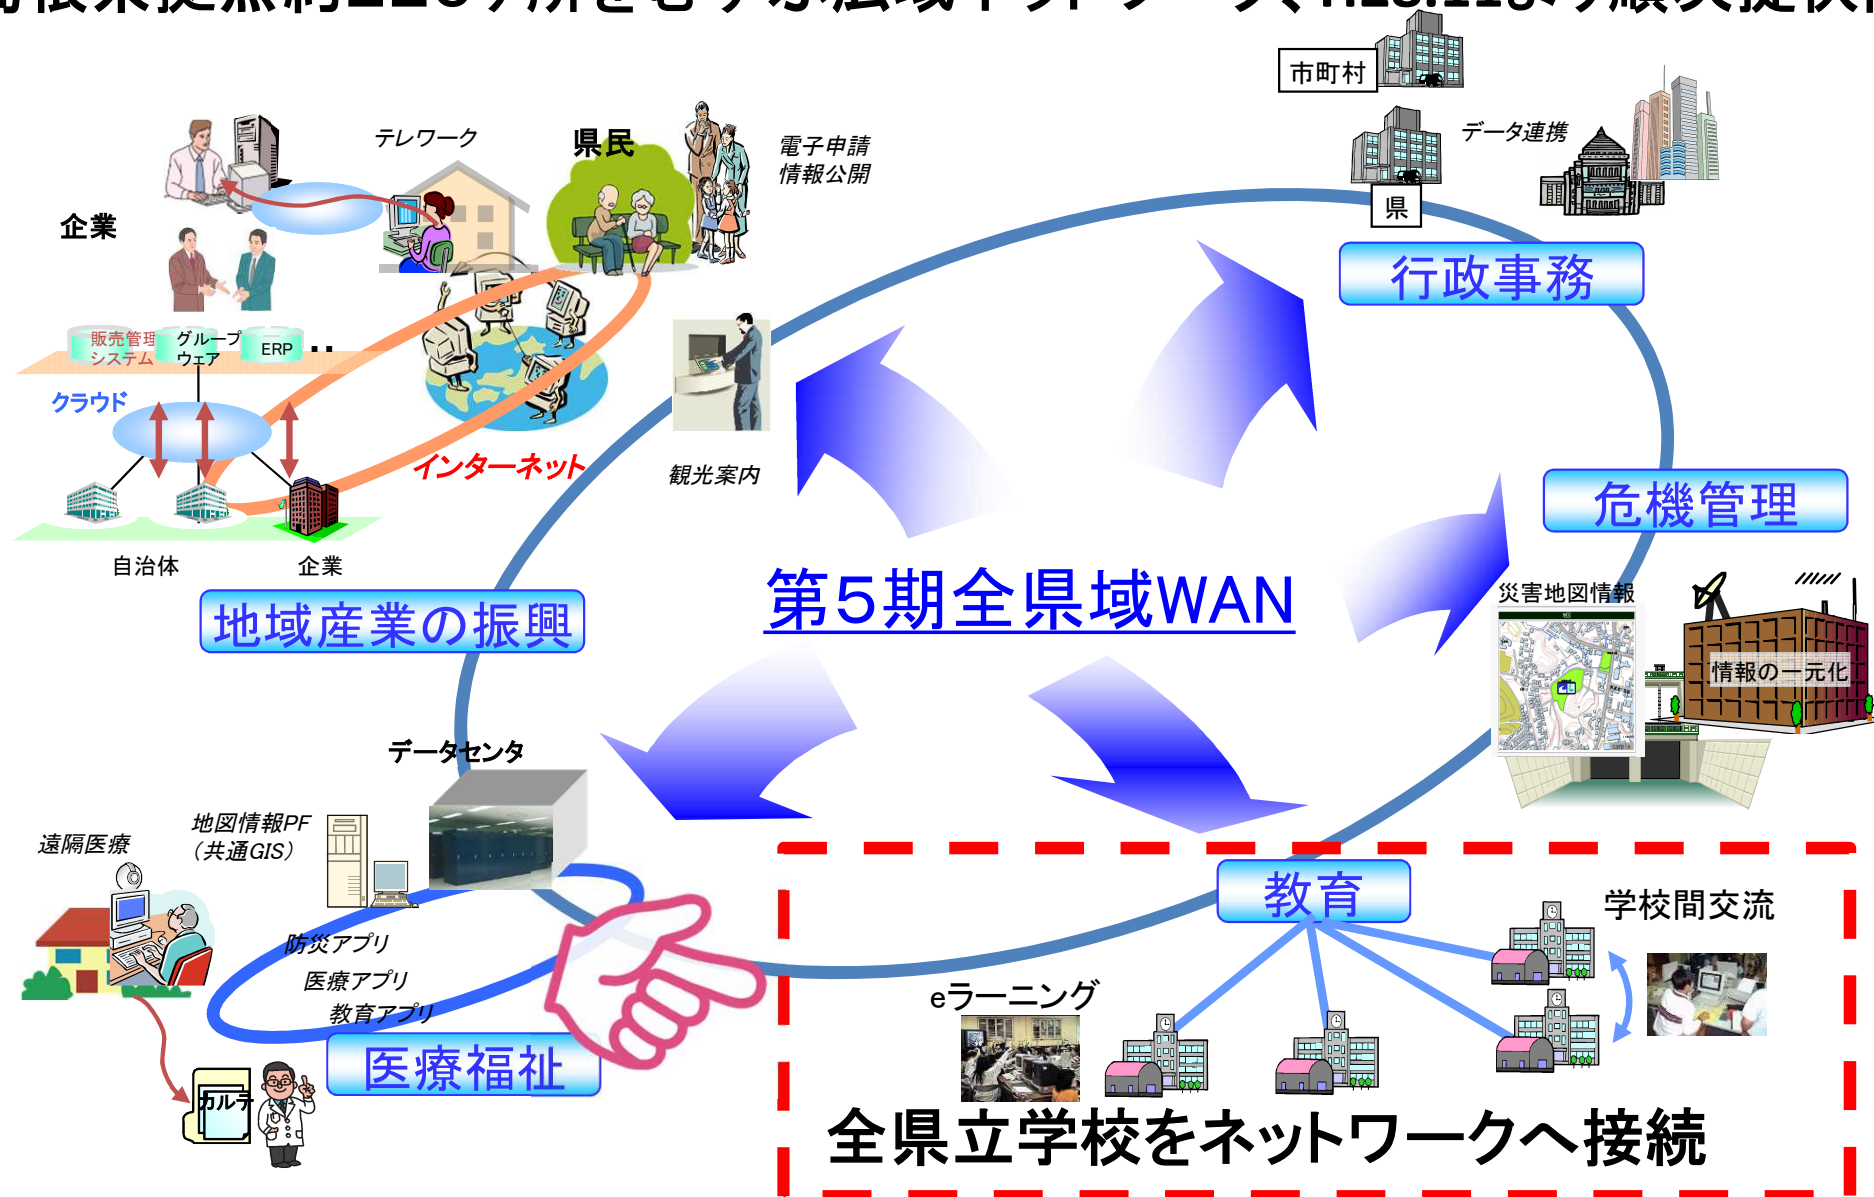 市町村
テレワーク
県民
電子申請
情報公開
データ連携
県
企業
行政事務
販売管理
システム
グループ
ウェア
ERP
クラウド
インターネット
観光案内
危機管理
自治体
企業
第5期全県域WAN
災害地図情報
地域産業の振興
情報の一元化
データセンタ
地図情報PF
（共通GIS）
遠隔医療
教育
学校間交流
防災アプリ
医療アプリ
教育アプリ
eラーニング
医療福祉
カルテ
全県立学校をネットワークへ接続